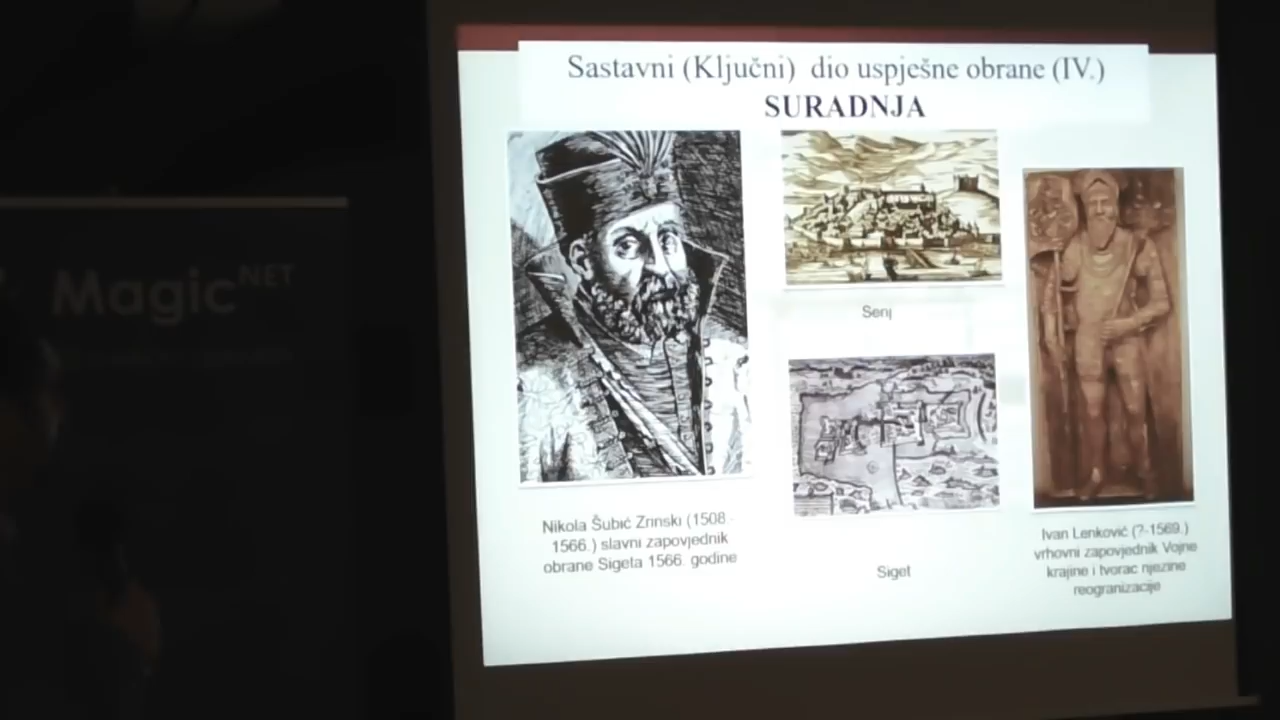 Sastavni (Ključni) dio uspješne obrane (IV.)
SURADNJA
Magic NET
Senj
Nikola Šubić Zrinski (1508.-
1566.) slavni zapovjednik
obrane Sigeta 1566. godine
Siget
Ivan Lenković (?-1569.)
vrhovni zapovjednik Vojne
krajine i tvorac njezine
reogranizacije